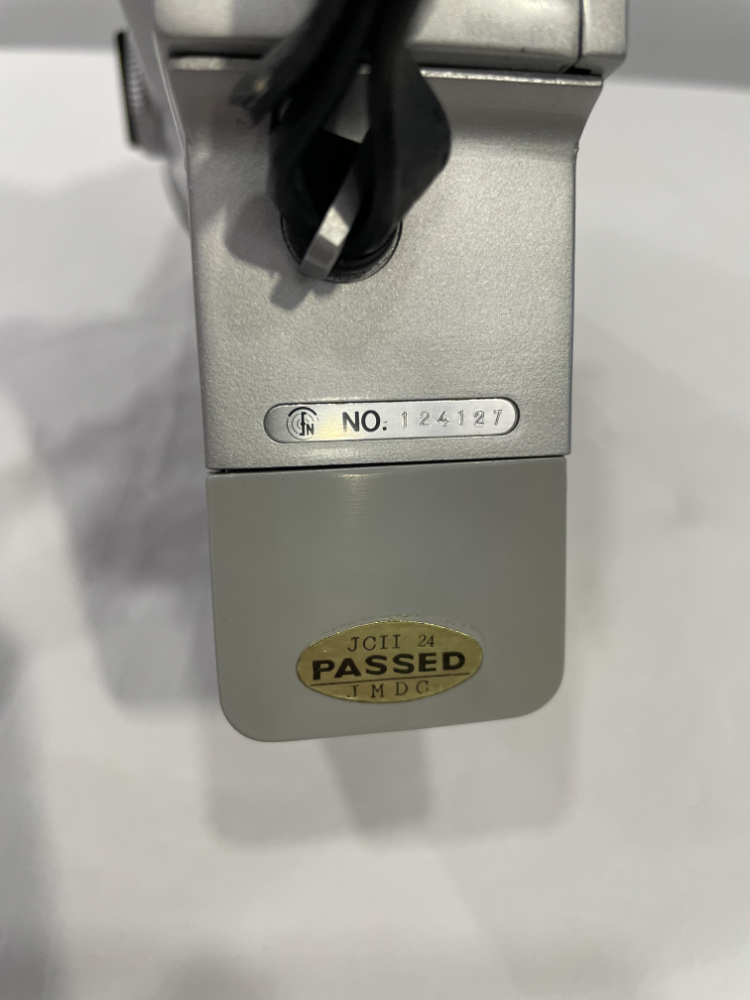 NO. 124127
JCII 24
PASSED
JMDC